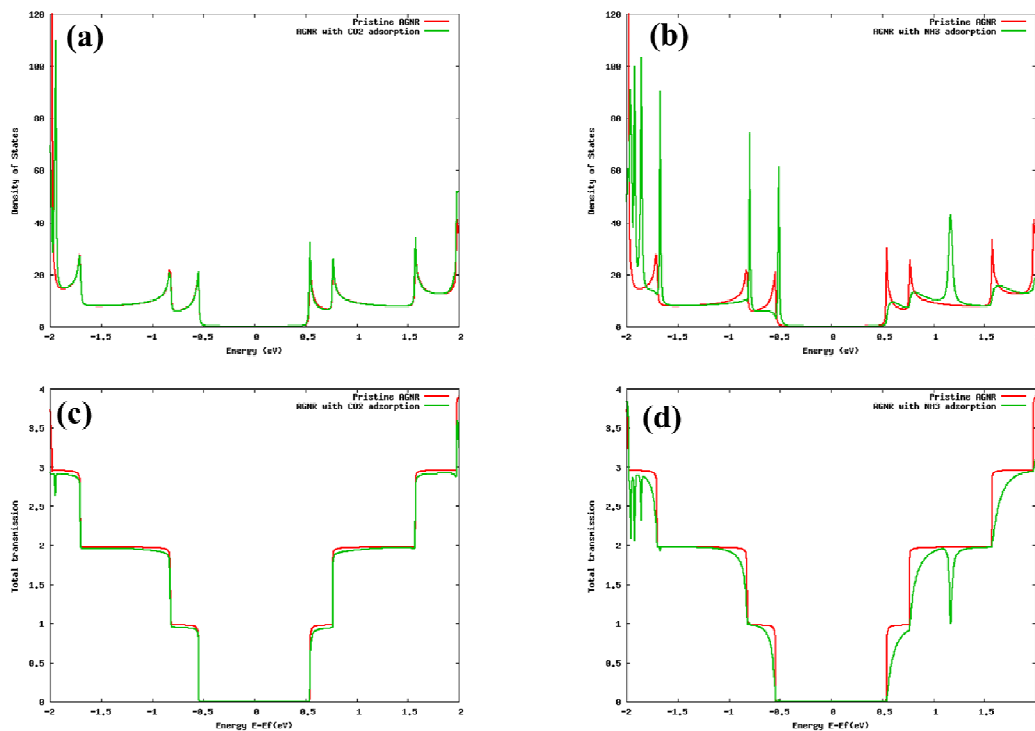 (a)
Pristine AGNR
AGNR with CO2 adsorption
120
100
80
60
40
20
0
Density of States
-2 -1.5 -1 -0.5 0 0.5 1 1.5 2
Energy (eV)
(b)
Pristine AGNR
AGNR with NH3 adsorption
120
100
80
60
40
20
0
Density of States
-2 -1.5 -1 -0.5 0 0.5 1 1.5
Energy (eV)
(c)
Pristine AGNR
AGNR with CO2 adsorption
4
3.5
3
2.5
2
1.5
1
0.5
0
Total transmission
-2 -1.5 -1 -0.5 0 0.5 1 1.5 2
Energy E-Ef(eV)
(d)
Pristine AGNR
AGNR with NH3 adsorption
4
3.5
3
2.5
2
1.5
1
0.5
0
Total transmission
-2 -1.5 -1 -0.5 0 0.5 1 1.5
Energy E-Ef(eV)